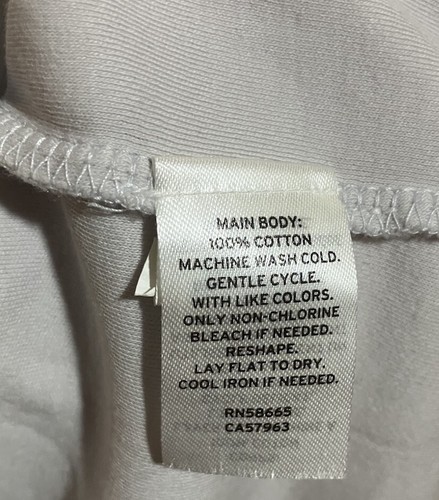 MAIN BODY:
100% COTTON
MACHINE WASH COLD.
GENTLE CYCLE.
WITH LIKE COLORS.
ONLY NON-CHLORINE
BLEACH IF NEEDED.
RESHAPE.
LAY FLAT TO DRY.
COOL IRON IF NEEDED.
RN58665
CA57963